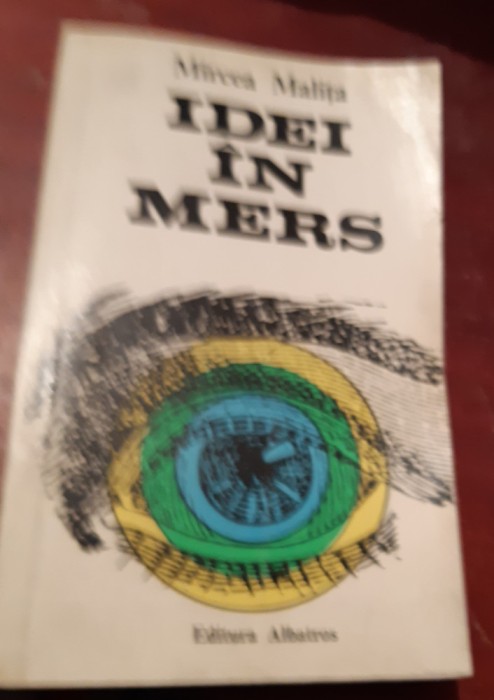 Mircea Malița
IDEI
ÎN
MERS
Editura Albatros